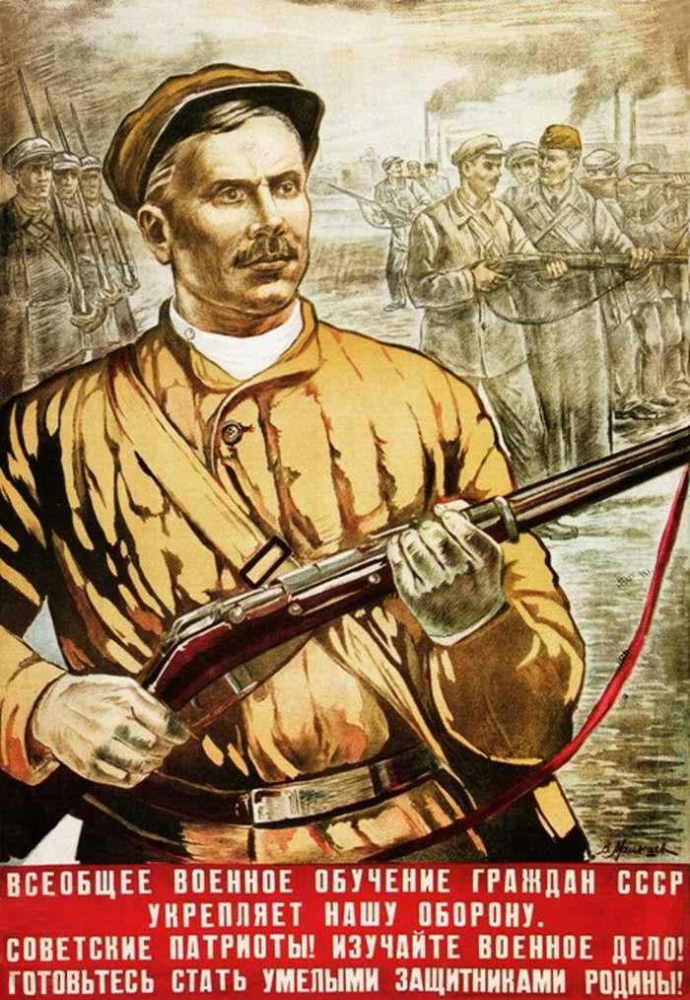 ВСЕОБЩЕЕ ВОЕННОЕ ОБУЧЕНИЕ ГРАЖДАН СССР
УКРЕПЛЯЕТ НАШУ ОБОРОНУ.
СОВЕТСКИЕ ПАТРИОТЫ! ИЗУЧАЙТЕ ВОЕННОЕ ДЕЛО!
ГОТОВЬТЕСЬ СТАТЬ УМЕЛЫМИ ЗАЩИТНИКАМИ РОДИНЫ!